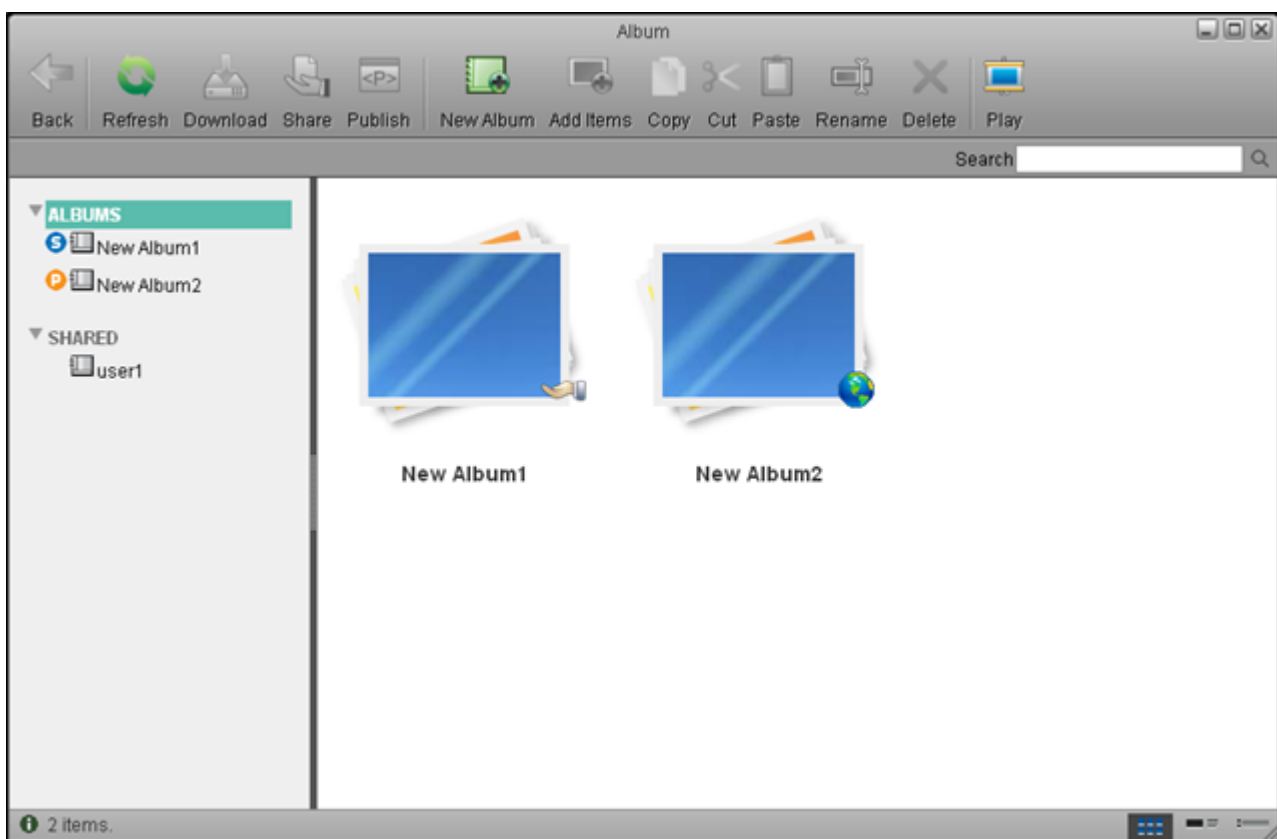 Album
Back Refresh Download Share <P> Publish New Album Add Items Copy Cut Paste Rename Delete Play
Search
ALBUMS
S New Album1
P New Album2
SHARED
user1
New Album1 New Album2
2 items.